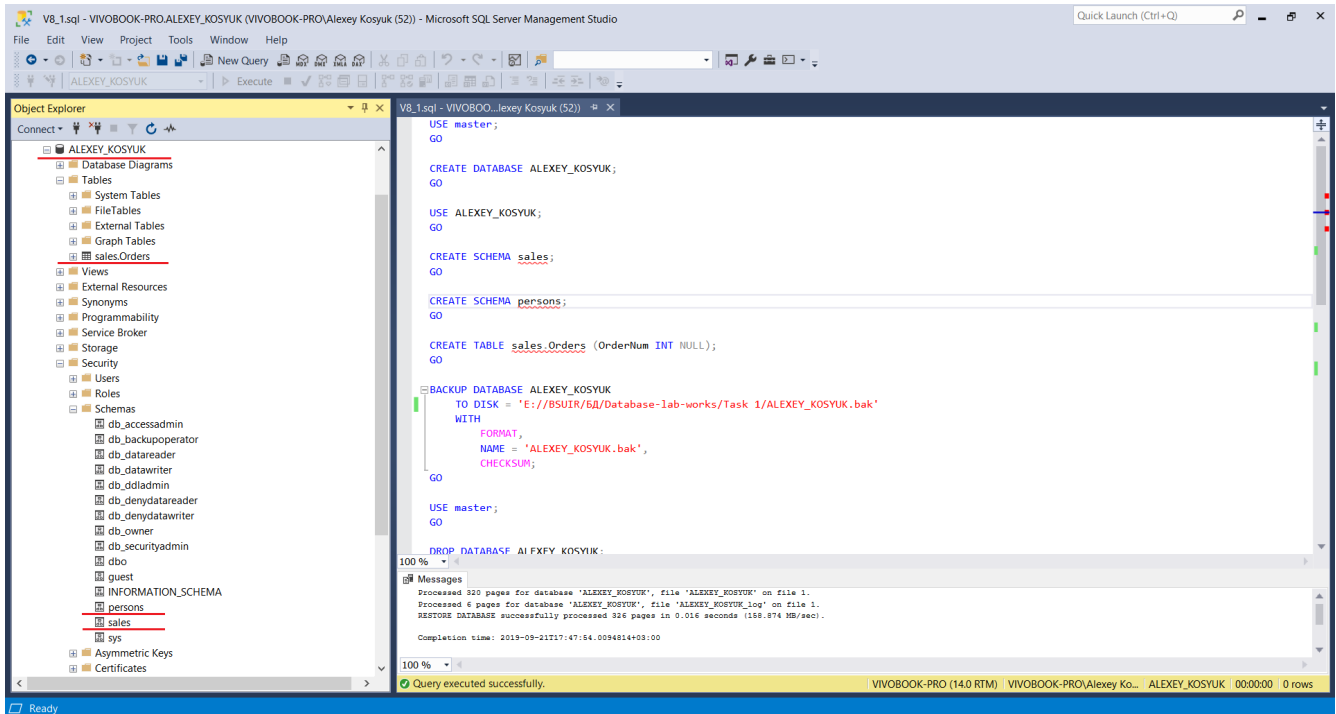 V8_1.sql - VIVOBOOK-PRO.ALEXEY_KOSYUK (VIVOBOOK-PRO\Alexey Kosyuk (52)) - Microsoft SQL Server Management Studio
Quick Launch (Ctrl+Q)
File Edit View Project Tools Window Help
New Query
MDX DMX XMLA DAX
ALEXEY_KOSYUK Execute
Object Explorer
Connect
ALEXEY_KOSYUK
Database Diagrams
Tables
System Tables
FileTables
External Tables
Graph Tables
sales.Orders
Views
External Resources
Synonyms
Programmability
Service Broker
Storage
Security
Users
Roles
Schemas
db_accessadmin
db_backupoperator
db_datareader
db_datawriter
db_ddladmin
db_denydatareader
db_denydatawriter
db_owner
db_securityadmin
dbo
guest
INFORMATION_SCHEMA
persons
sales
sys
Asymmetric Keys
Certificates
V8_1.sql - VIVOBOO...lexey Kosyuk (52))
USE master;
GO
CREATE DATABASE ALEXEY_KOSYUK;
GO
USE ALEXEY_KOSYUK;
GO
CREATE SCHEMA sales;
GO
CREATE SCHEMA persons;
GO
CREATE TABLE sales.Orders (OrderNum INT NULL);
GO
BACKUP DATABASE ALEXEY_KOSYUK
TO DISK = 'E://BSUIR/БД/Database-lab-works/Task 1/ALEXEY_KOSYUK.bak'
WITH
FORMAT,
NAME = 'ALEXEY_KOSYUK.bak',
CHECKSUM;
GO
USE master;
GO
DROP DATABASE ALEXEY_KOSYUK;
100 %
Messages
Processed 320 pages for database 'ALEXEY_KOSYUK', file 'ALEXEY_KOSYUK' on file 1.
Processed 6 pages for database 'ALEXEY_KOSYUK', file 'ALEXEY_KOSYUK_log' on file 1.
RESTORE DATABASE successfully processed 326 pages in 0.016 seconds (158.874 MB/sec).
Completion time: 2019-09-21T17:47:54.0094814+03:00
100 %
Query executed successfully.
VIVOBOOK-PRO (14.0 RTM) VIVOBOOK-PRO\Alexey Ko... ALEXEY_KOSYUK 00:00:00 0 rows
Ready